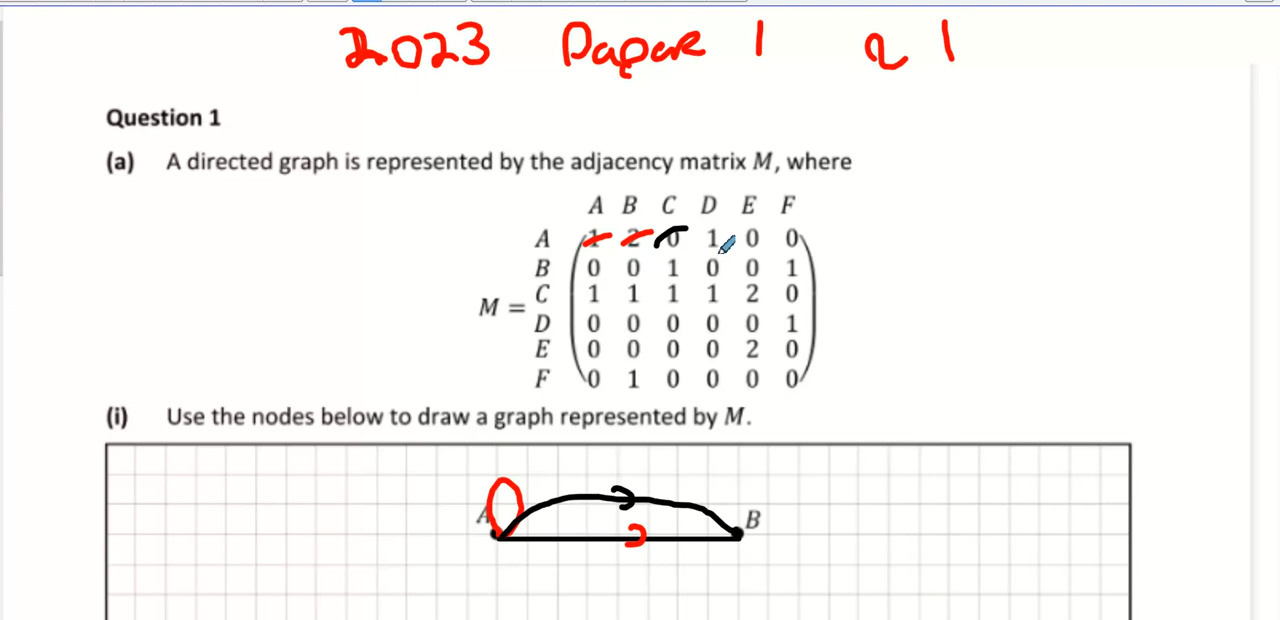 2023 Paper 1 Q 1
Question 1
(a) A directed graph is represented by the adjacency matrix M, where
A B C D E F
A 1 2 0 1 0 0
B 0 0 1 0 0 1
M = C 1 1 1 1 2 0
D 0 0 0 0 0 1
E 0 0 0 0 2 0
F 0 1 0 0 0 0
(i) Use the nodes below to draw a graph represented by M.
A B